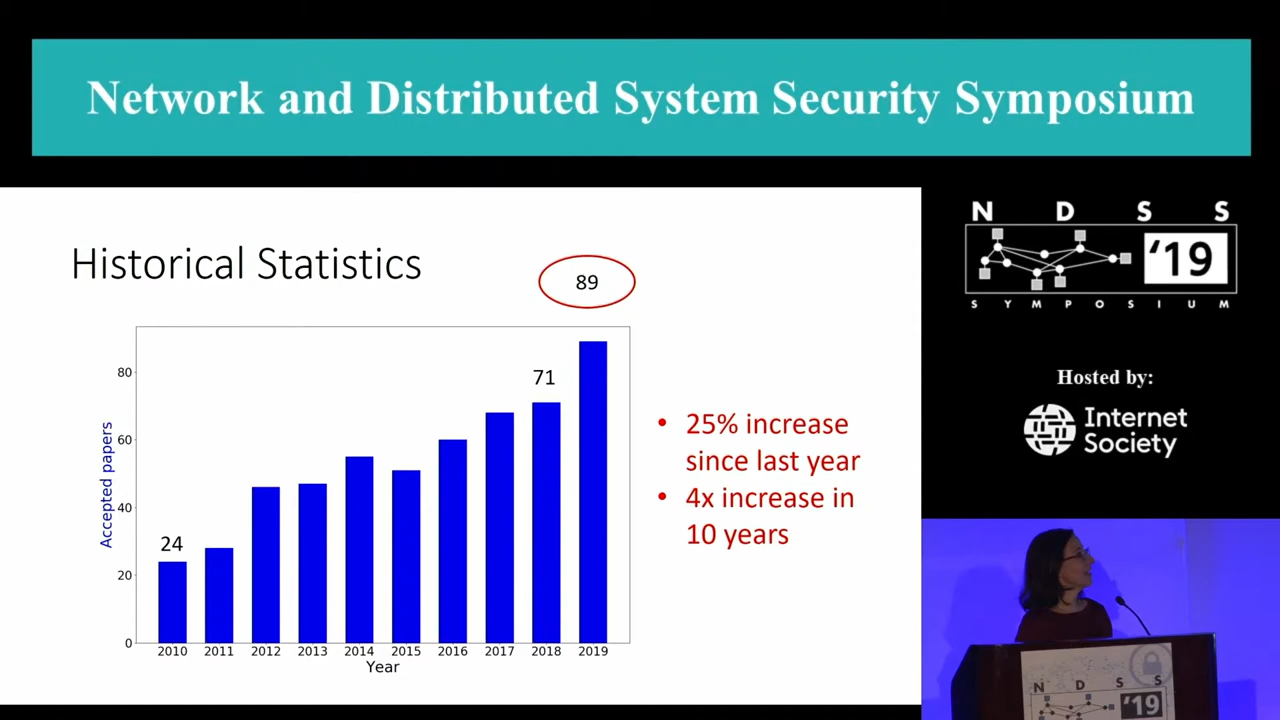 Network and Distributed System Security Symposium
Historical Statistics
89
71
24
80
60
40
20
0
Accepted papers
2010 2011 2012 2013 2014 2015 2016 2017 2018 2019
Year
• 25% increase
since last year
• 4x increase in
10 years
N D S S
'19
S Y M P O S I U M
Hosted by:
Internet
Society
N D S S
'19